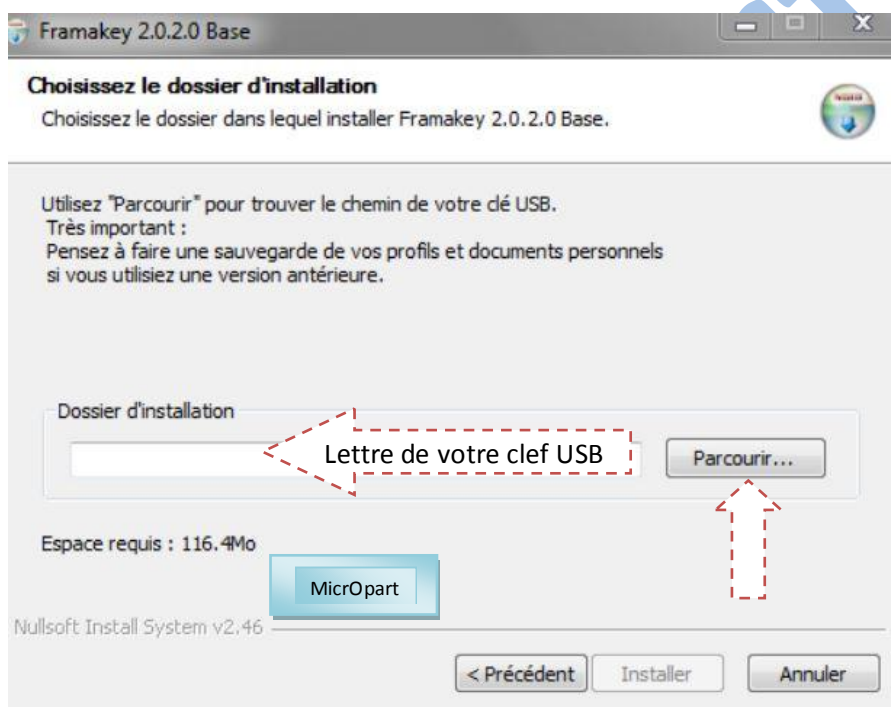 Framakey 2.0.2.0 Base
Choisissez le dossier d'installation
Choisissez le dossier dans lequel installer Framakey 2.0.2.0 Base.
Utilisez "Parcourir" pour trouver le chemin de votre clé USB.
Très important :
Pensez à faire une sauvegarde de vos profils et documents personnels
si vous utilisiez une version antérieure.
Dossier d'installation
Lettre de votre clef USB
Parcourir...
Espace requis : 116.4Mo
MicrOpart
Nullsoft Install System v2.46
< Précédent
Installer
Annuler